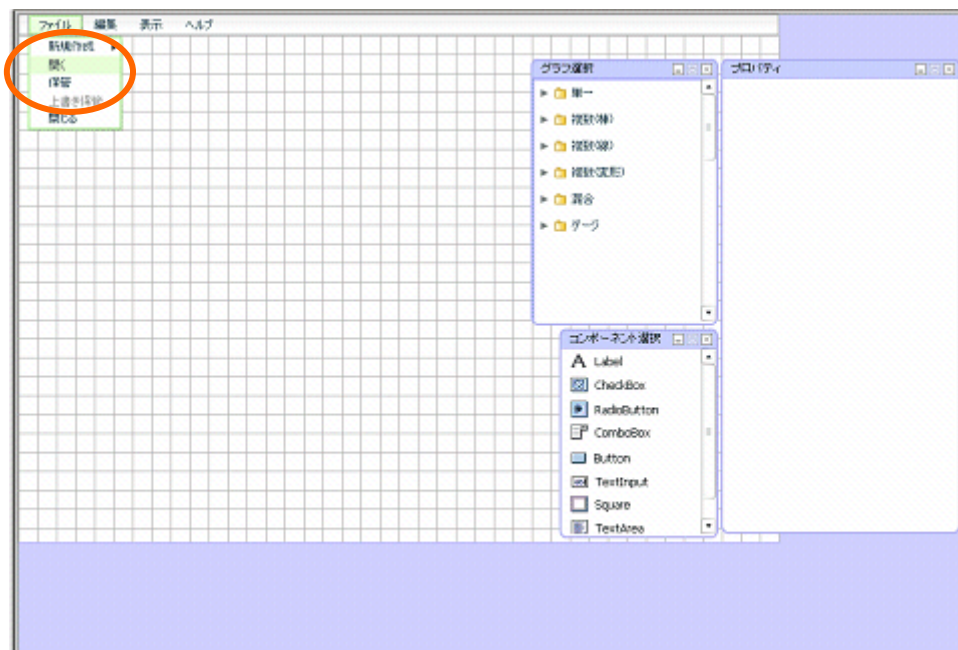 ファイル 編集 表示 ヘルプ
新規作成
開く
保管
上書き保管
閉じる
グラフ選択
単一
複数(棒)
複数(線)
複数(変形)
混合
ゲージ
プロパティ
コンポーネント選択
A Label
CheckBox
RadioButton
ComboBox
Button
TextInput
Square
TextArea